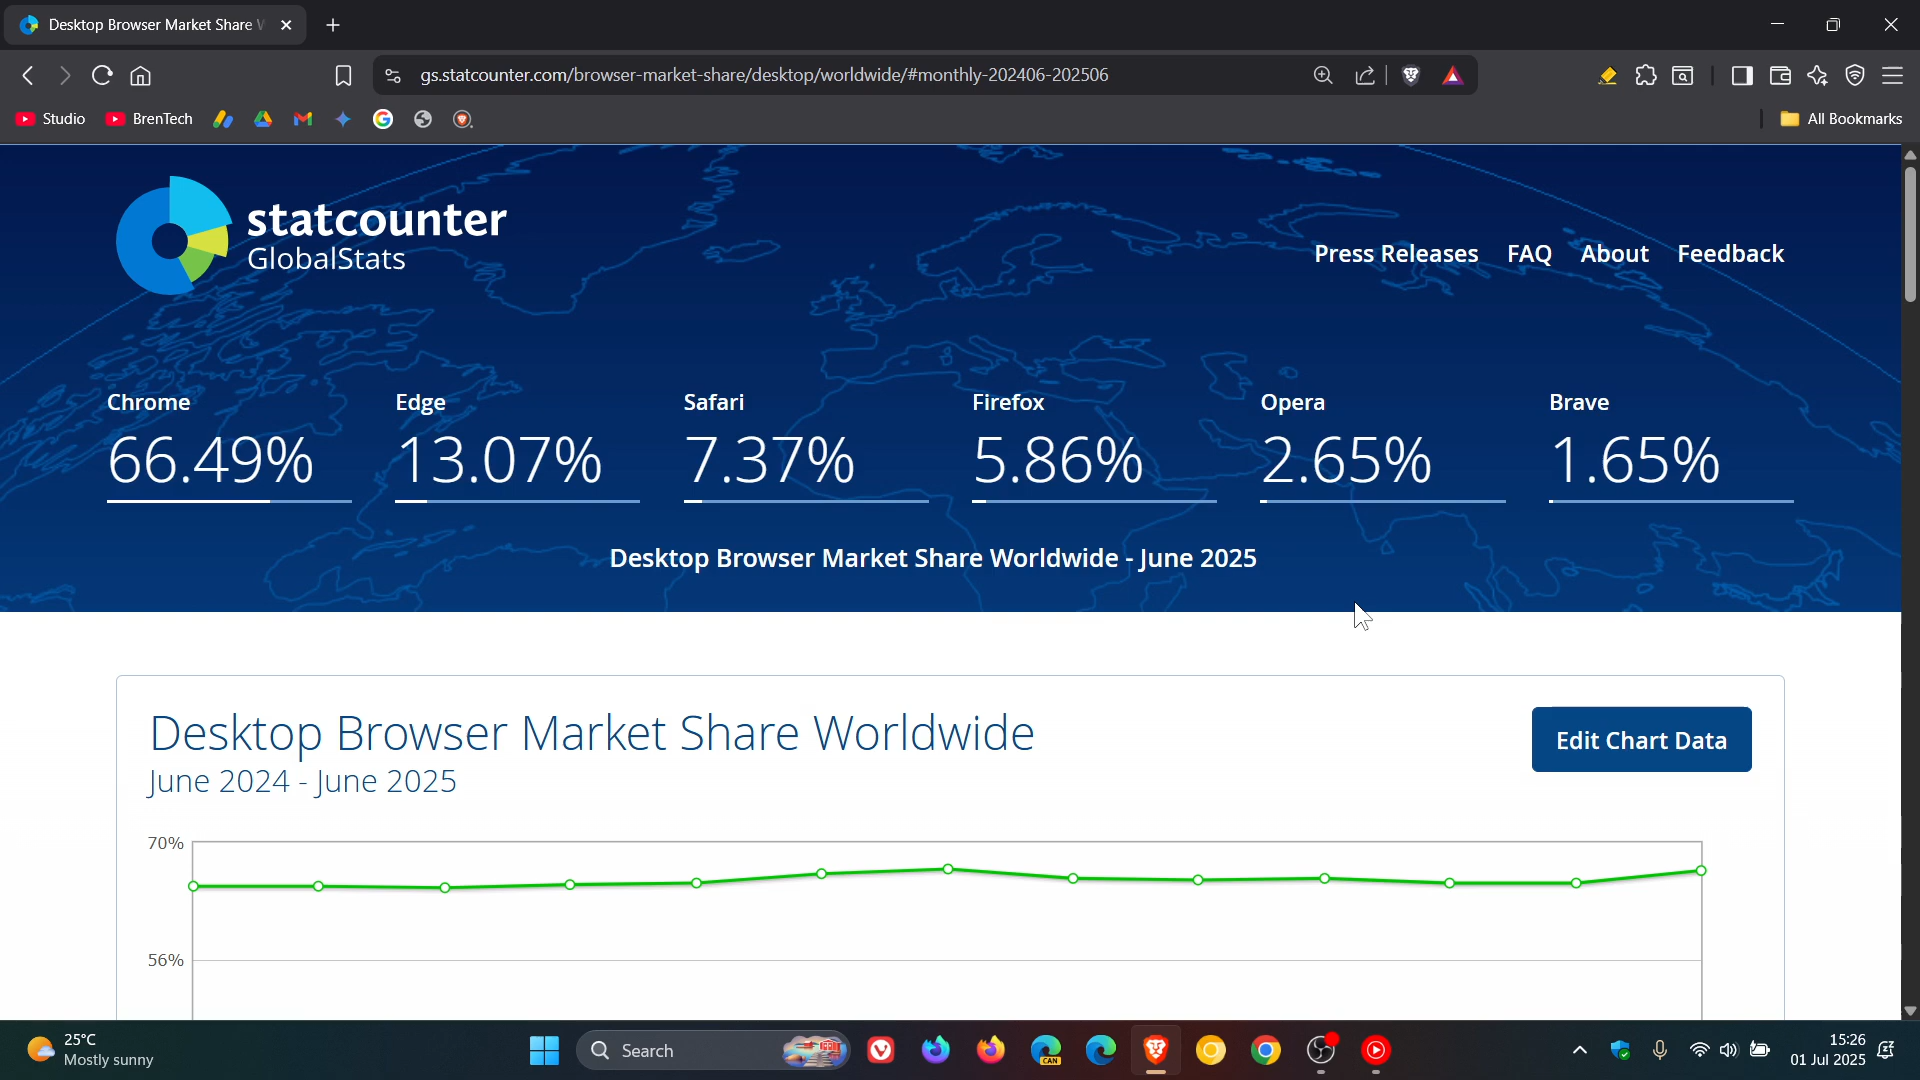 Desktop Browser Market Share W
gs.statcounter.com/browser-market-share/desktop/worldwide/#monthly-202406-202506
Studio BrenTech All Bookmarks
statcounter
GlobalStats
Press Releases FAQ About Feedback
Chrome Edge Safari Firefox Opera Brave
66.49% 13.07% 7.37% 5.86% 2.65% 1.65%
Desktop Browser Market Share Worldwide - June 2025
Desktop Browser Market Share Worldwide
Edit Chart Data
June 2024 - June 2025
70%
56%
25°C
Mostly sunny
Search
CAN
15:26
01 Jul 2025